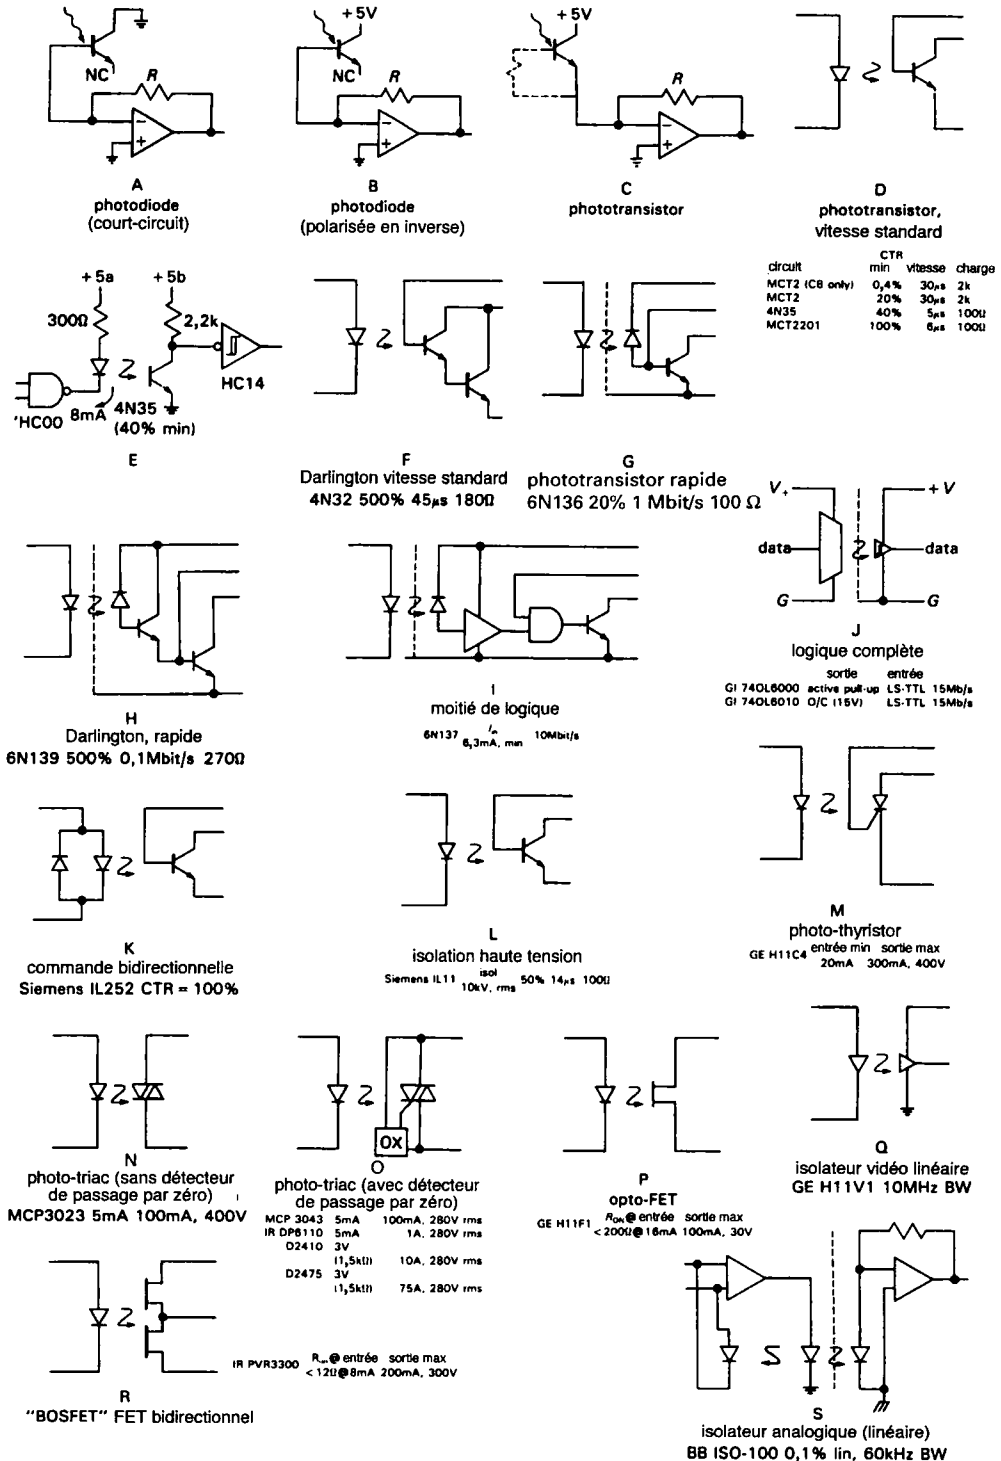 +5V
+5V
NC
R
NC
R
R
−
+
−
+
−
+
A
photodiode
(court-circuit)
B
photodiode
(polarisée en inverse)
C
phototransistor
D
phototransistor,
vitesse standard
circuit CTR min vitesse charge
MCT2 (CB only) 0,4% 30µs 2k
MCT2 20% 30µs 2k
4N35 40% 5µs 100Ω
MCT2201 100% 6µs 100Ω
+5a
+5b
300Ω
2,2k
HC14
'HC00
8mA
4N35
(40% min)
E
F
Darlington vitesse standard
4N32 500% 45µs 180Ω
G
phototransistor rapide
6N136 20% 1 Mbit/s 100 Ω
V+
+V
data
data
G
G
J
logique complète
sortie entrée
GI 74OL6000 active pull-up LS-TTL 15Mb/s
GI 74OL6010 O/C (15V) LS-TTL 15Mb/s
H
Darlington, rapide
6N139 500% 0,1Mbit/s 270Ω
I
moitié de logique
6N137 6,3mA, min 10Mbit/s
K
commande bidirectionnelle
Siemens IL252 CTR = 100%
L
isolation haute tension
Siemens IL11 isol 10kV, rms 50% 14µs 100Ω
M
photo-thyristor
entrée min sortie max
GE H11C4 20mA 300mA, 400V
N
photo-triac (sans détecteur
de passage par zéro)
MCP3023 5mA 100mA, 400V
OX
O
photo-triac (avec détecteur
de passage par zéro)
MCP 3043 5mA 100mA, 280V rms
IR DP6110 5mA 1A, 280V rms
D2410 3V
(1,5kΩ) 10A, 280V rms
D2475 3V
(1,5kΩ) 75A, 280V rms
P
opto-FET
RON@ entrée sortie max
GE H11F1 <200Ω@16mA 100mA, 30V
Q
isolateur vidéo linéaire
GE H11V1 10MHz BW
R
"BOSFET" FET bidirectionnel
Ron@ entrée sortie max
IR PVR3300 <12Ω@8mA 200mA, 300V
S
isolateur analogique (linéaire)
BB ISO-100 0,1% lin, 60kHz BW